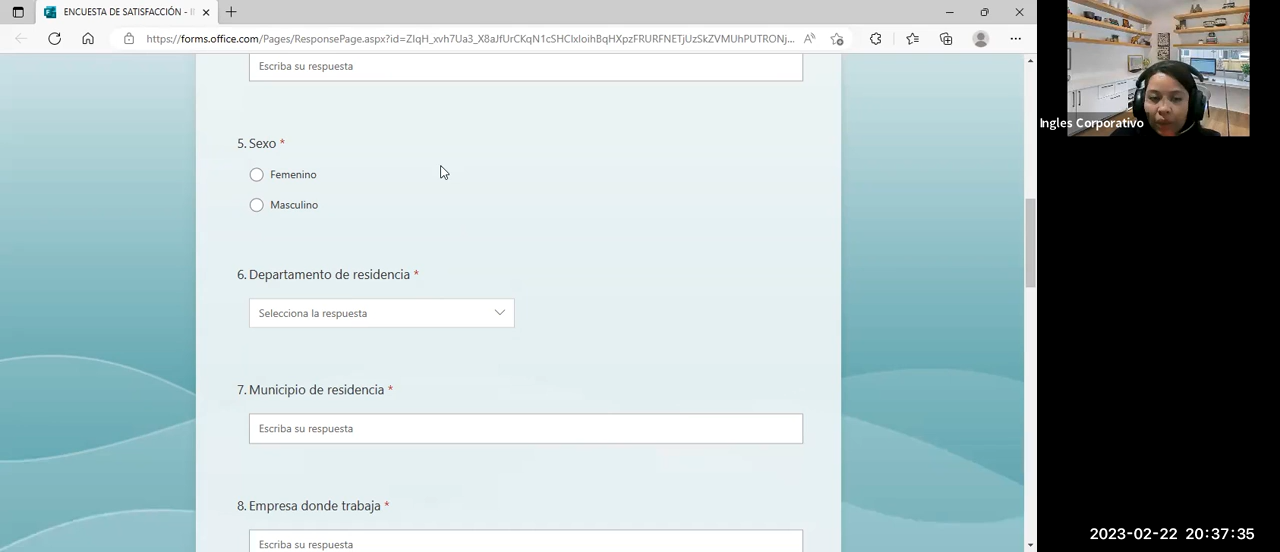 ENCUESTA DE SATISFACCIÓN - I
https://forms.office.com/Pages/ResponsePage.aspx?id=
Escriba su respuesta
5. Sexo *
Femenino
Masculino
6. Departamento de residencia *
Selecciona la respuesta
7. Municipio de residencia *
Escriba su respuesta
8. Empresa donde trabaja *
Escriba su respuesta
Ingles Corporativo
2023-02-22 20:37:35